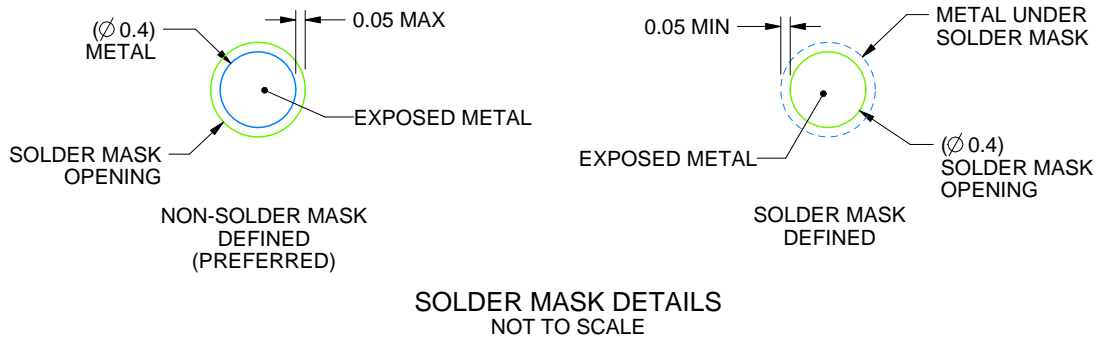 (Ø 0.4)
METAL
0.05 MAX
EXPOSED METAL
SOLDER MASK
OPENING
NON-SOLDER MASK
DEFINED
(PREFERRED)
0.05 MIN
METAL UNDER
SOLDER MASK
EXPOSED METAL
(Ø 0.4)
SOLDER MASK
OPENING
SOLDER MASK
DEFINED
SOLDER MASK DETAILS
NOT TO SCALE